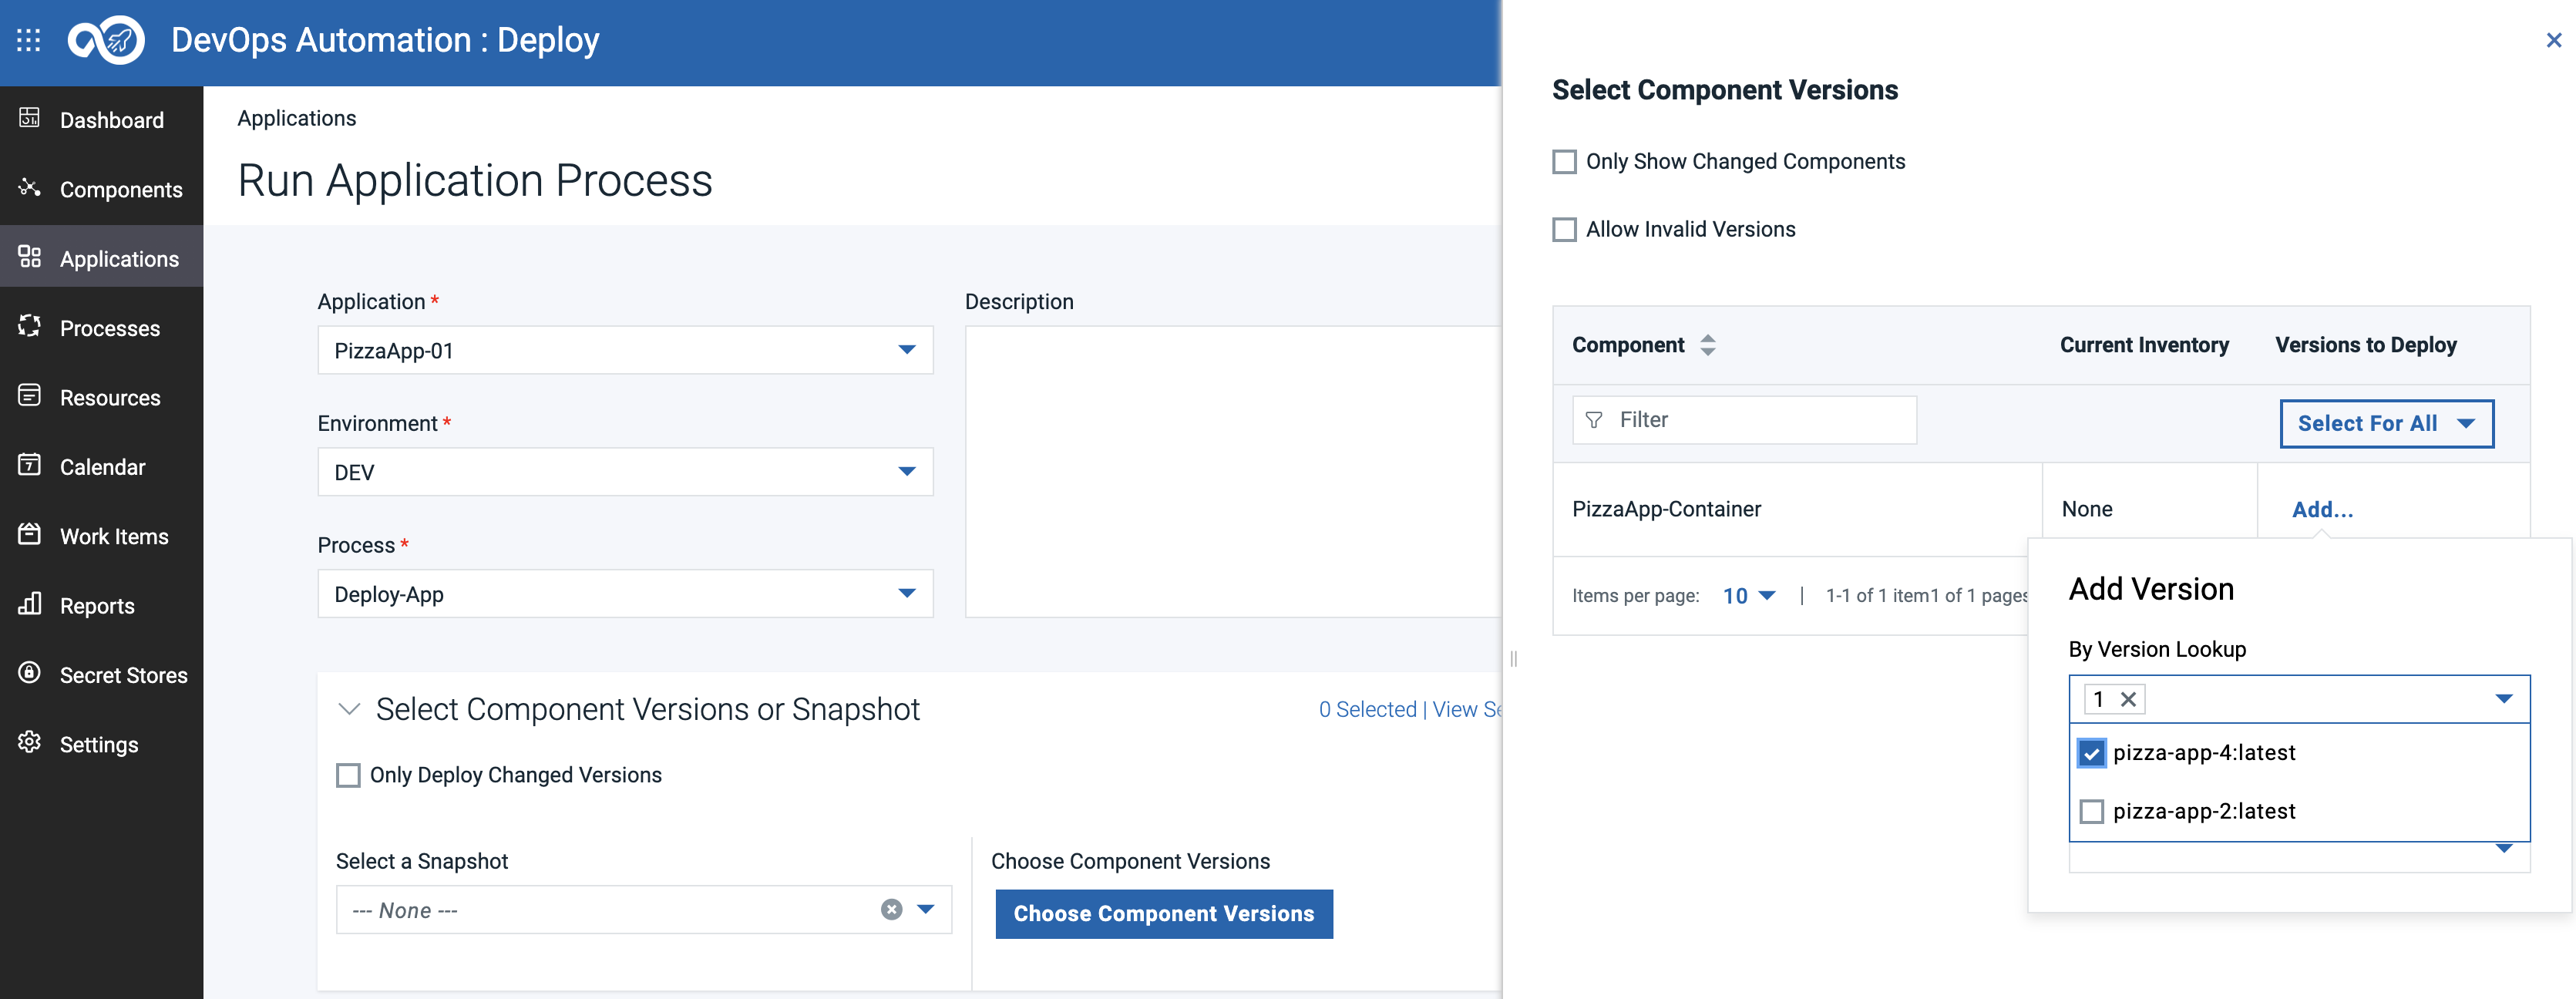 DevOps Automation : Deploy
Dashboard
Components
Applications
Processes
Resources
7
Calendar
Work Items
Reports
Secret Stores
Settings
Applications
Run Application Process
Application *
PizzaApp-01
Environment *
DEV
Process *
Deploy-App
Description
Select Component Versions or Snapshot
0 Selected | View Se
Only Deploy Changed Versions
Select a Snapshot
--- None ---
Choose Component Versions
Choose Component Versions
Select Component Versions
Only Show Changed Components
Allow Invalid Versions
Component Current Inventory Versions to Deploy
Filter Select For All
PizzaApp-Container None Add...
Items per page: 10 | 1-1 of 1 item1 of 1 pages
Add Version
By Version Lookup
1
pizza-app-4:latest
pizza-app-2:latest